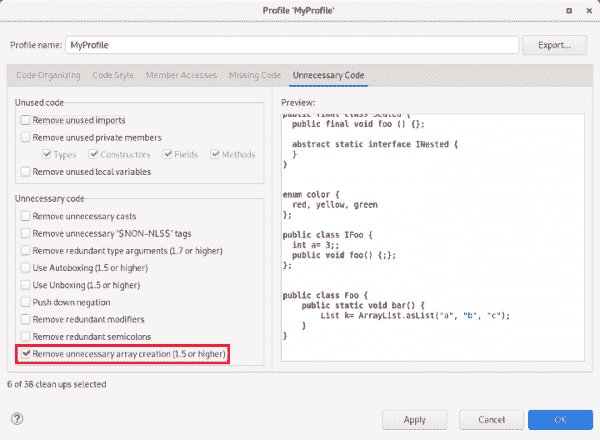 Profile 'MyProfile'
Profile name: MyProfile Export...
Code Organizing Code Style Member Accesses Missing Code Unnecessary Code
Unused code
Remove unused imports
Remove unused private members
Types Constructors Fields Methods
Remove unused local variables
Unnecessary code
Remove unnecessary casts
Remove unnecessary '$NON-NLS$' tags
Remove redundant type arguments (1.7 or higher)
Use Autoboxing (1.5 or higher)
Use Unboxing (1.5 or higher)
Push down negation
Remove redundant modifiers
Remove redundant semicolons
Remove unnecessary array creation (1.5 or higher)
Preview:
public final void foo () {};
abstract static interface INested {
}
}
enum color {
red, yellow, green
};
public class IFoo {
int a= 3;;
public void foo() {;};
};
public class Foo {
public static void bar() {
List k= ArrayList.asList("a", "b", "c");
}
}
6 of 38 clean ups selected
Apply Cancel OK